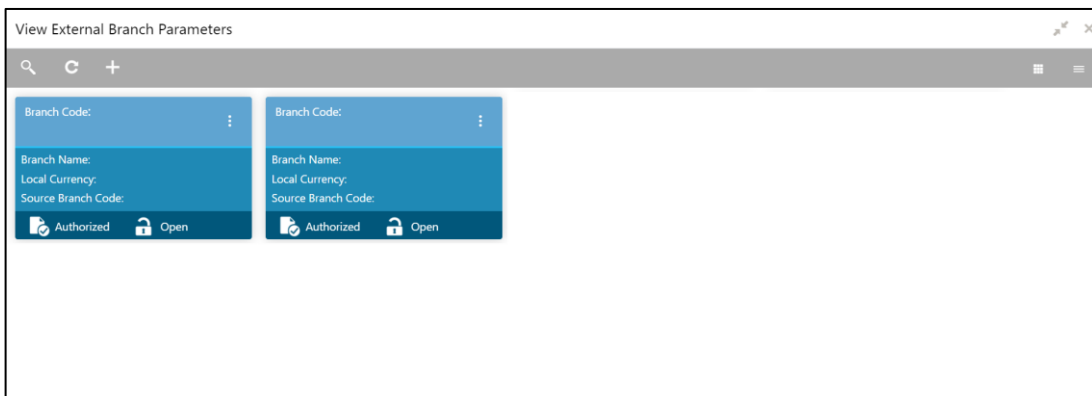 View External Branch Parameters
Branch Code:
Branch Name:
Local Currency:
Source Branch Code:
Authorized Open
Branch Code:
Branch Name:
Local Currency:
Source Branch Code:
Authorized Open